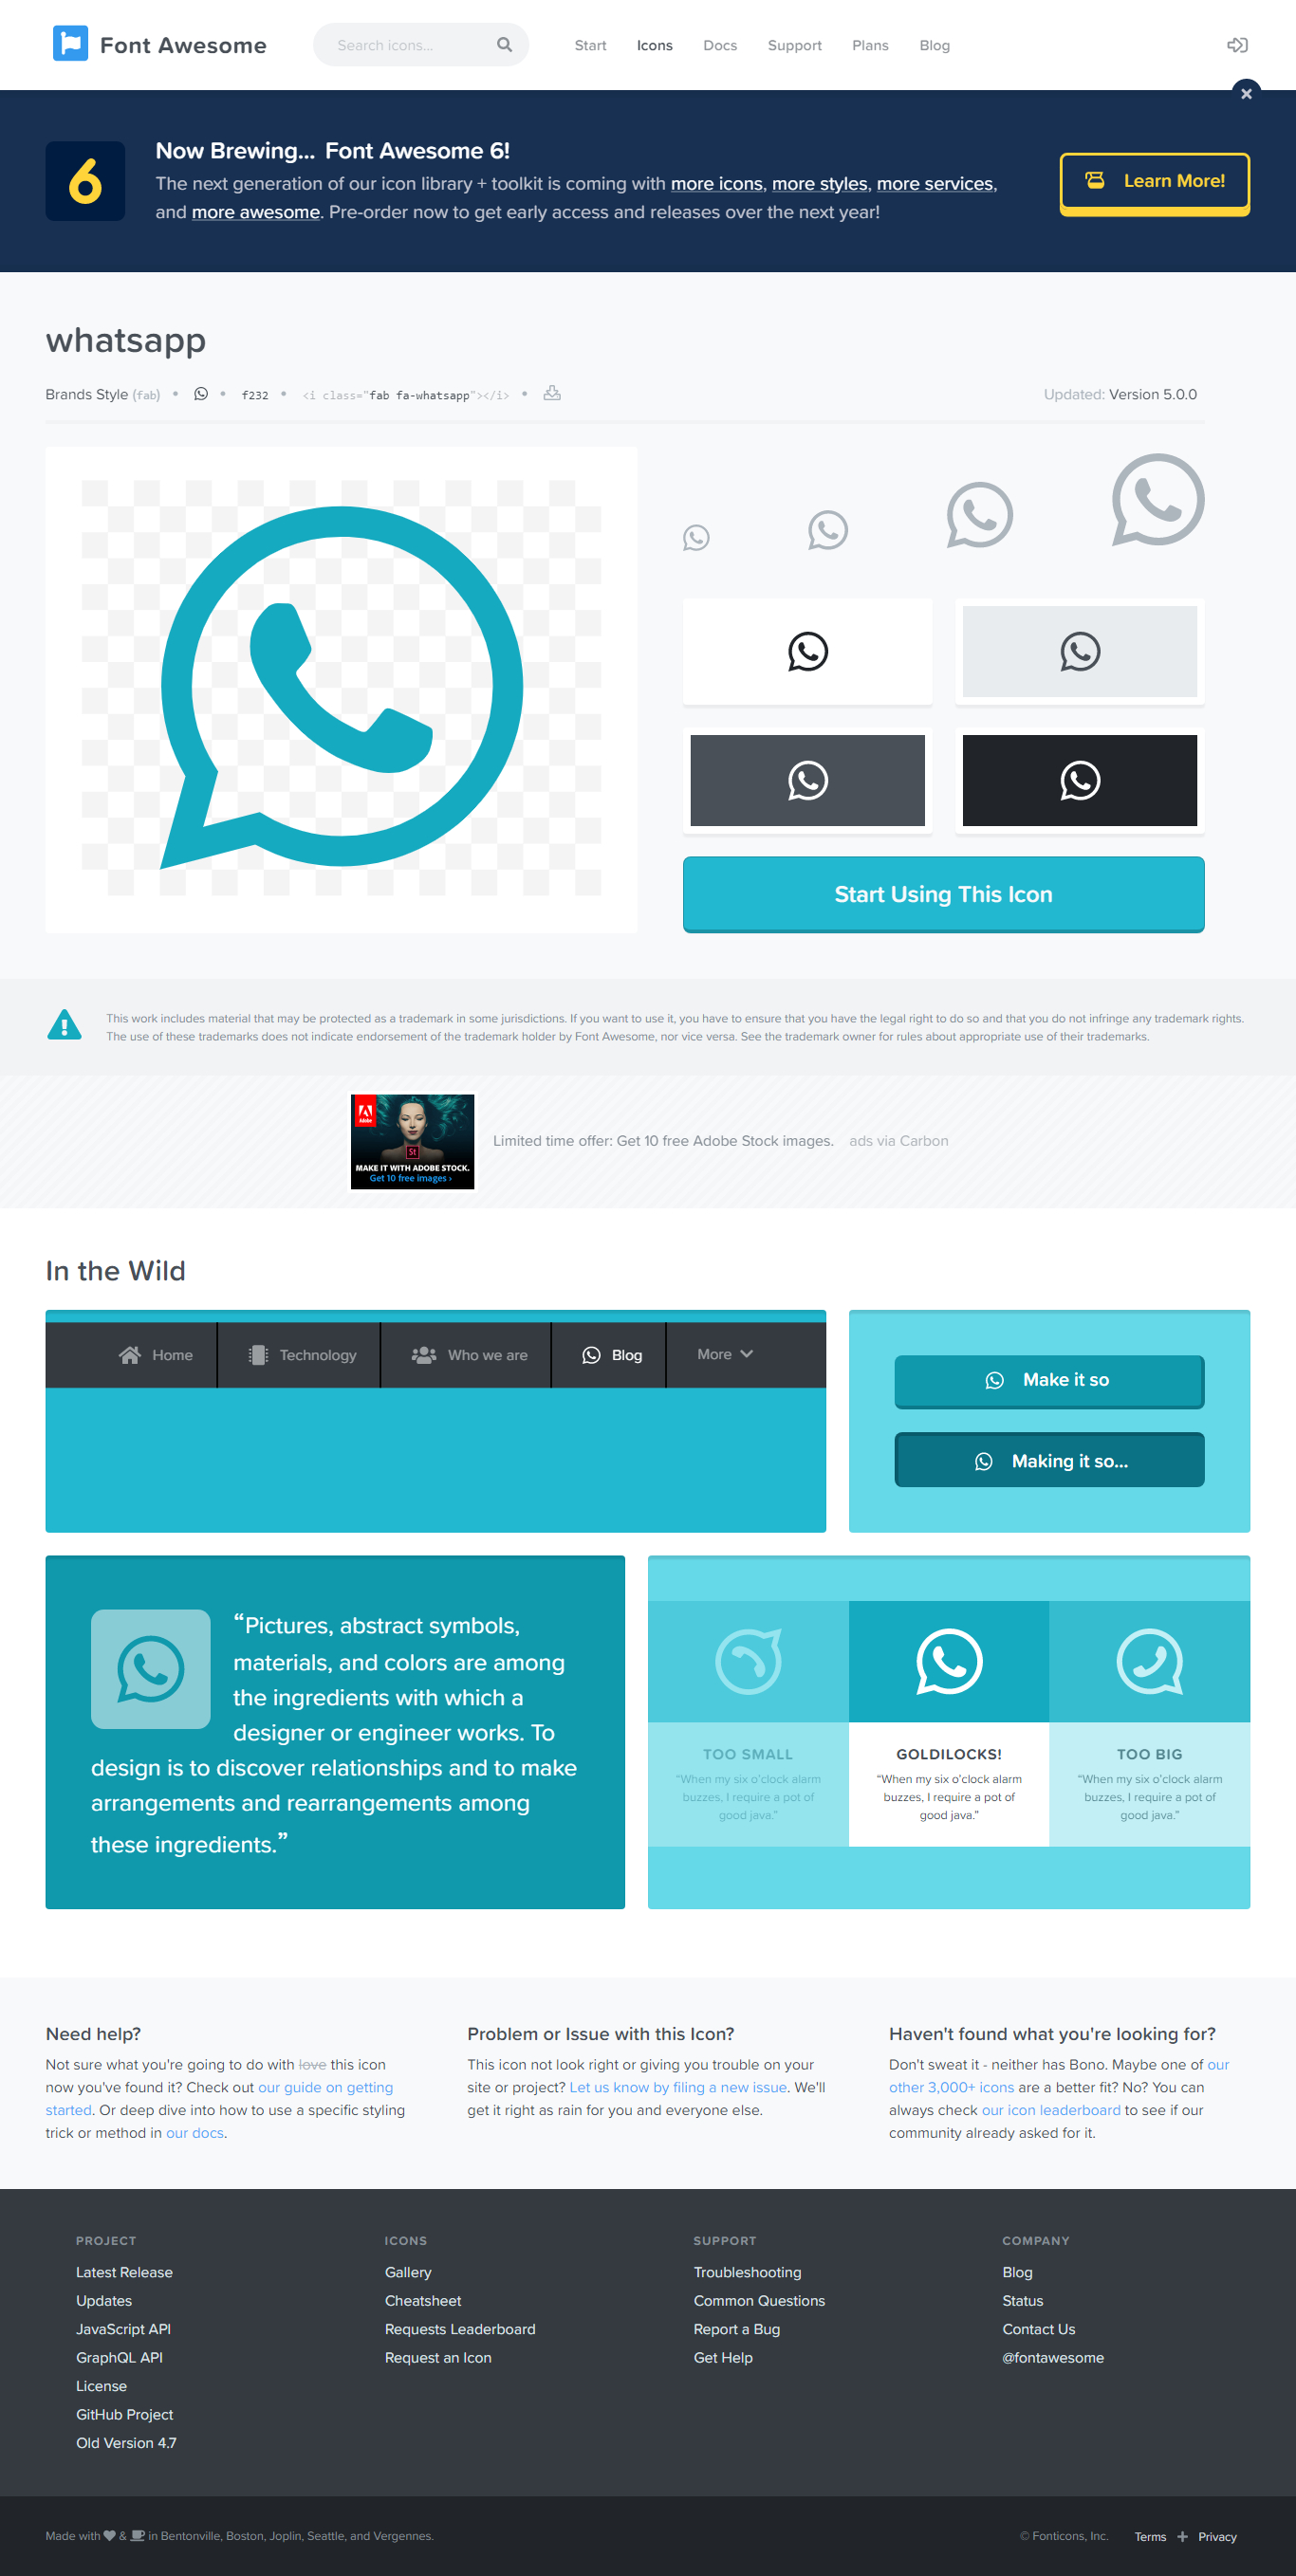 Font Awesome
Search icons...
Start
Icons
Docs
Support
Plans
Blog
6
Now Brewing... Font Awesome 6!
The next generation of our icon library + toolkit is coming with more icons, more styles, more services,
and more awesome. Pre-order now to get early access and releases over the next year!
Learn More!
whatsapp
Brands Style (fab)
f232
<i class="fab fa-whatsapp"></i>
Updated: Version 5.0.0
Start Using This Icon
This work includes material that may be protected as a trademark in some jurisdictions. If you want to use it, you have to ensure that you have the legal right to do so and that you do not infringe any trademark rights.
The use of these trademarks does not indicate endorsement of the trademark holder by Font Awesome, nor vice versa. See the trademark owner for rules about appropriate use of their trademarks.
Adobe
St
MAKE IT WITH ADOBE STOCK.
Get 10 free images ›
Limited time offer: Get 10 free Adobe Stock images.
ads via Carbon
In the Wild
Home
Technology
Who we are
Blog
More
Make it so
Making it so...
“Pictures, abstract symbols,
materials, and colors are among
the ingredients with which a
designer or engineer works. To
design is to discover relationships and to make
arrangements and rearrangements among
these ingredients.”
TOO SMALL
“When my six o’clock alarm
buzzes, I require a pot of
good java.”
GOLDILOCKS!
“When my six o’clock alarm
buzzes, I require a pot of
good java.”
TOO BIG
“When my six o’clock alarm
buzzes, I require a pot of
good java.”
Need help?
Not sure what you're going to do with love this icon
now you've found it? Check out our guide on getting
started. Or deep dive into how to use a specific styling
trick or method in our docs.
Problem or Issue with this Icon?
This icon not look right or giving you trouble on your
site or project? Let us know by filing a new issue. We'll
get it right as rain for you and everyone else.
Haven't found what you're looking for?
Don't sweat it - neither has Bono. Maybe one of our
other 3,000+ icons are a better fit? No? You can
always check our icon leaderboard to see if our
community already asked for it.
PROJECT
Latest Release
Updates
JavaScript API
GraphQL API
License
GitHub Project
Old Version 4.7
ICONS
Gallery
Cheatsheet
Requests Leaderboard
Request an Icon
SUPPORT
Troubleshooting
Common Questions
Report a Bug
Get Help
COMPANY
Blog
Status
Contact Us
@fontawesome
Made with & in Bentonville, Boston, Joplin, Seattle, and Vergennes.
© Fonticons, Inc.
Terms
Privacy